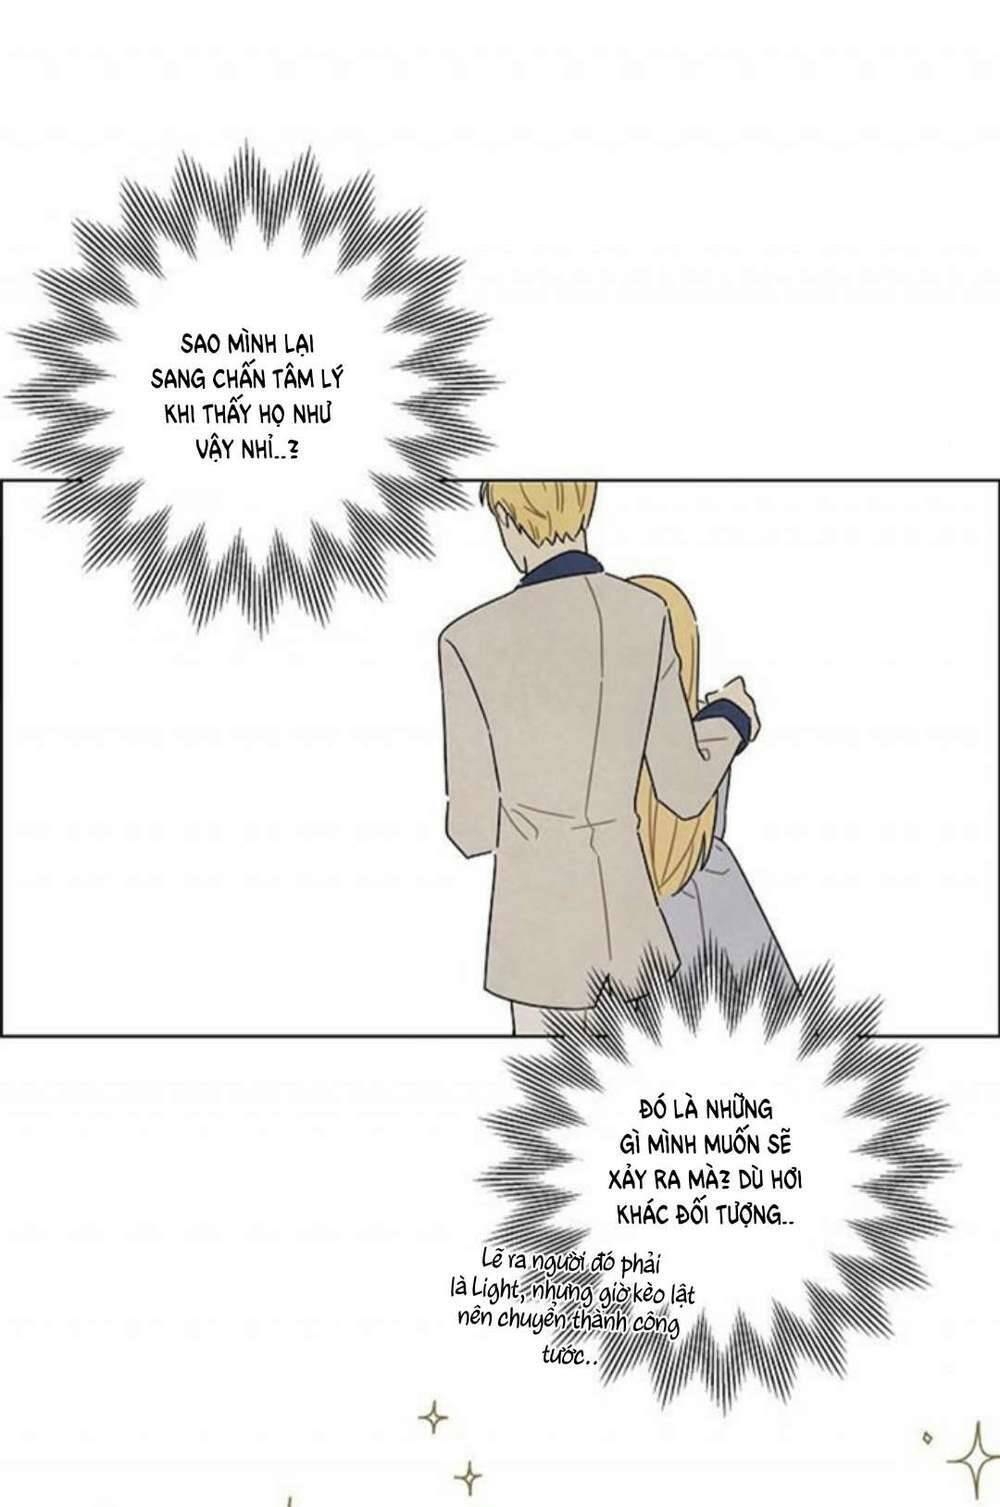 SAO MÌNH LẠI
SANG CHẤN TÂM LÝ
KHI THẤY HỌ NHƯ
VẬY NHỈ..?
ĐÓ LÀ NHỮNG
GÌ MÌNH MUỐN SẼ
XẢY RA MÀ? DÙ HƠI
KHÁC ĐỐI TƯỢNG..
Lẽ ra người đó phải
là Light, nhưng giờ kèo lật
nên chuyển thành công
tước..